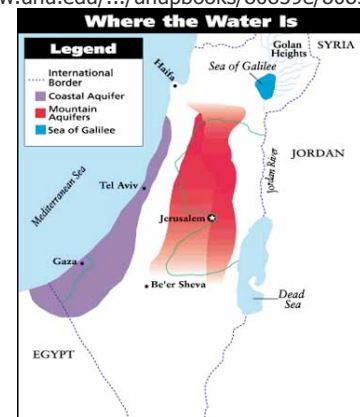 Where the Water Is
Legend
International
Border
Coastal Aquifer
Mountain
Aquifers
Sea of Galilee
Haifa
Golan
Heights
SYRIA
Sea of Galilee
Mediterranean Sea
Tel Aviv
Jordan River
JORDAN
Jerusalem
Gaza
Be'er Sheva
Dead
Sea
EGYPT